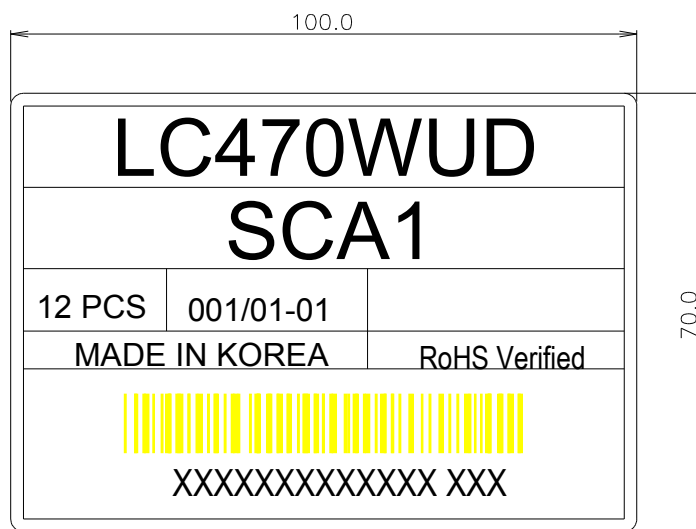 100.0
LC470WUD
SCA1
12 PCS 001/01-01
MADE IN KOREA RoHS Verified
XXXXXXXXXXXXX XXX
70.0